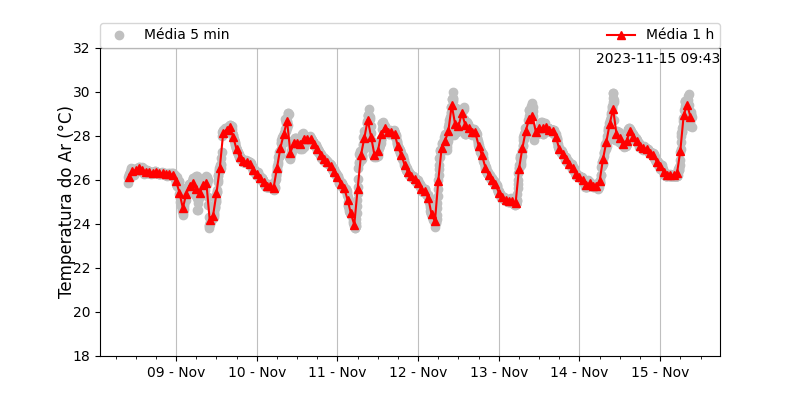 Média 5 min
Média 1 h
2023-11-15 09:43
Temperatura do Ar (°C)
32
30
28
26
24
22
20
18
09 - Nov
10 - Nov
11 - Nov
12 - Nov
13 - Nov
14 - Nov
15 - Nov